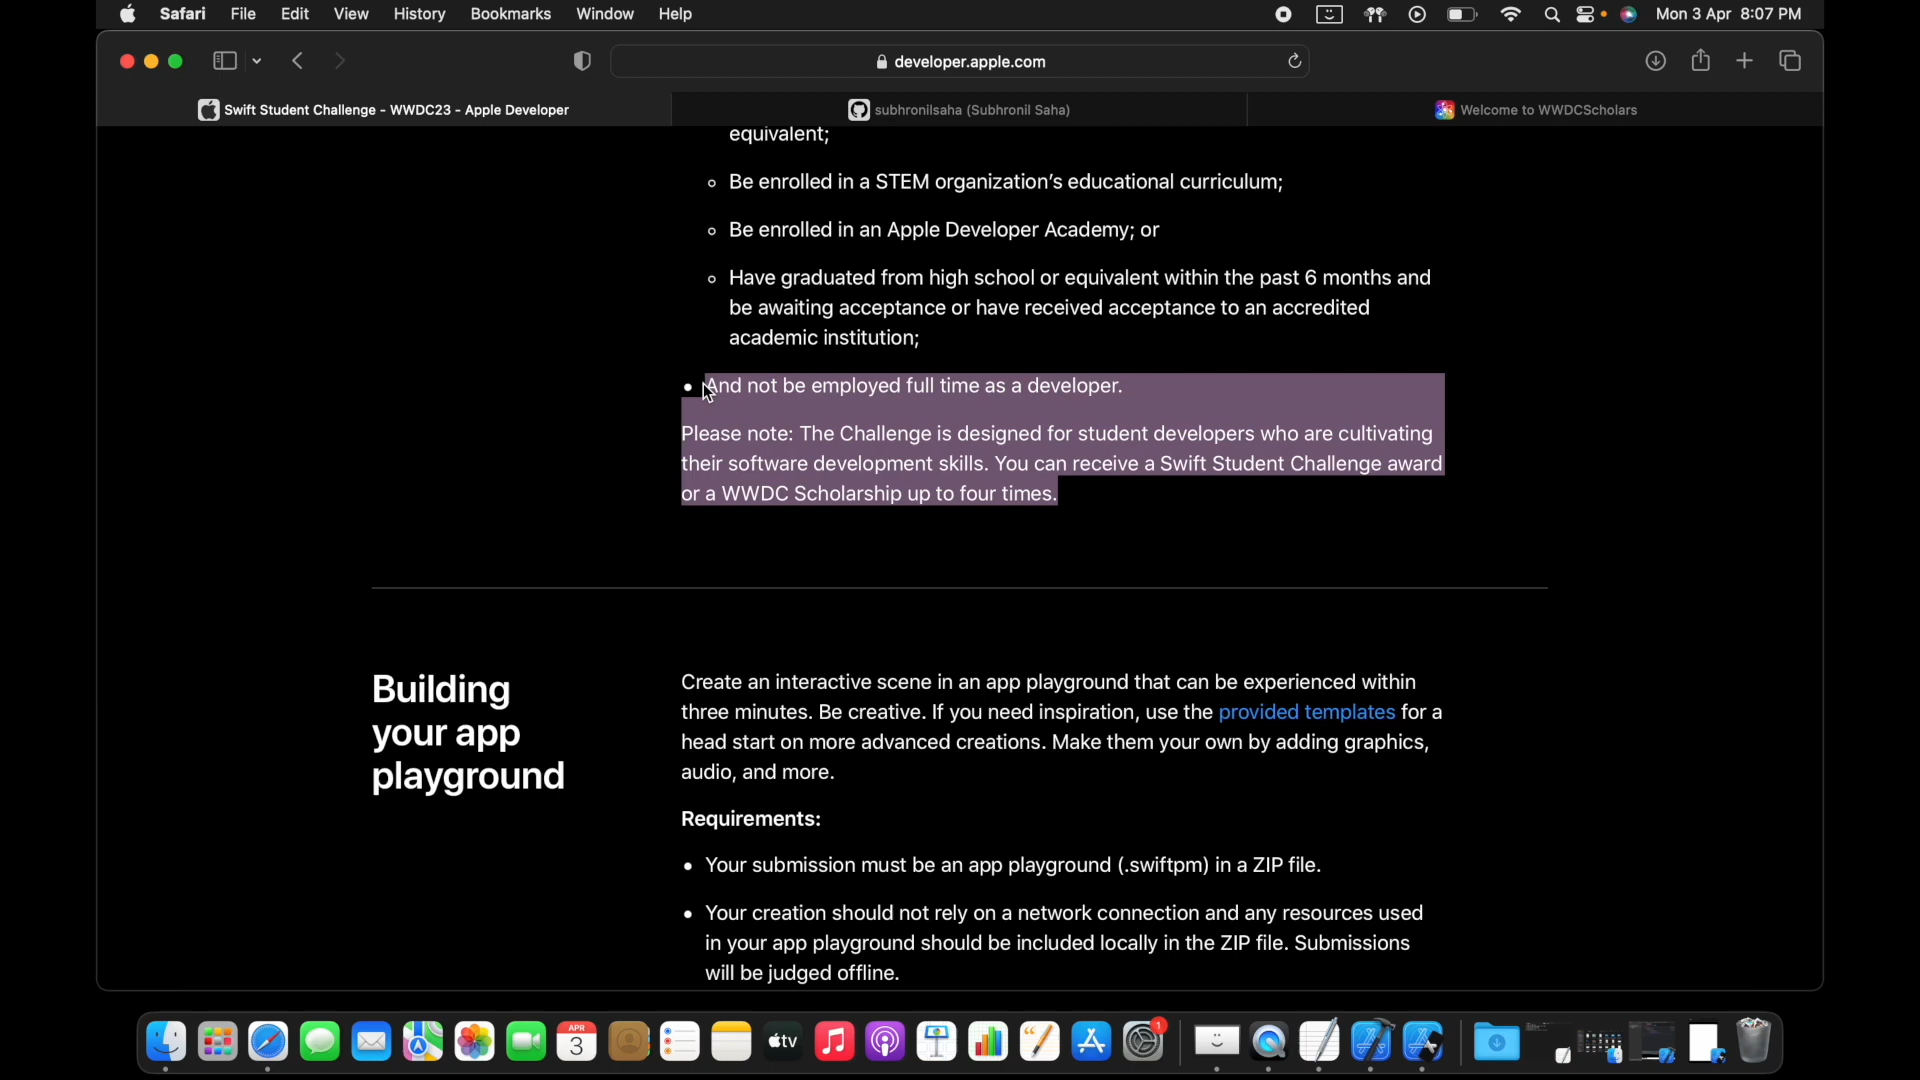 Safari File Edit View History Bookmarks Window Help Mon 3 Apr 8:07 PM
developer.apple.com
Swift Student Challenge - WWDC23 - Apple Developer
subhronilsaha (Subhronil Saha)
Welcome to WWDCScholars
equivalent;
Be enrolled in a STEM organization’s educational curriculum;
Be enrolled in an Apple Developer Academy; or
Have graduated from high school or equivalent within the past 6 months and
be awaiting acceptance or have received acceptance to an accredited
academic institution;
And not be employed full time as a developer.
Please note: The Challenge is designed for student developers who are cultivating
their software development skills. You can receive a Swift Student Challenge award
or a WWDC Scholarship up to four times.
Building
your app
playground
Create an interactive scene in an app playground that can be experienced within
three minutes. Be creative. If you need inspiration, use the provided templates for a
head start on more advanced creations. Make them your own by adding graphics,
audio, and more.
Requirements:
Your submission must be an app playground (.swiftpm) in a ZIP file.
Your creation should not rely on a network connection and any resources used
in your app playground should be included locally in the ZIP file. Submissions
will be judged offline.
APR
3
tv
1